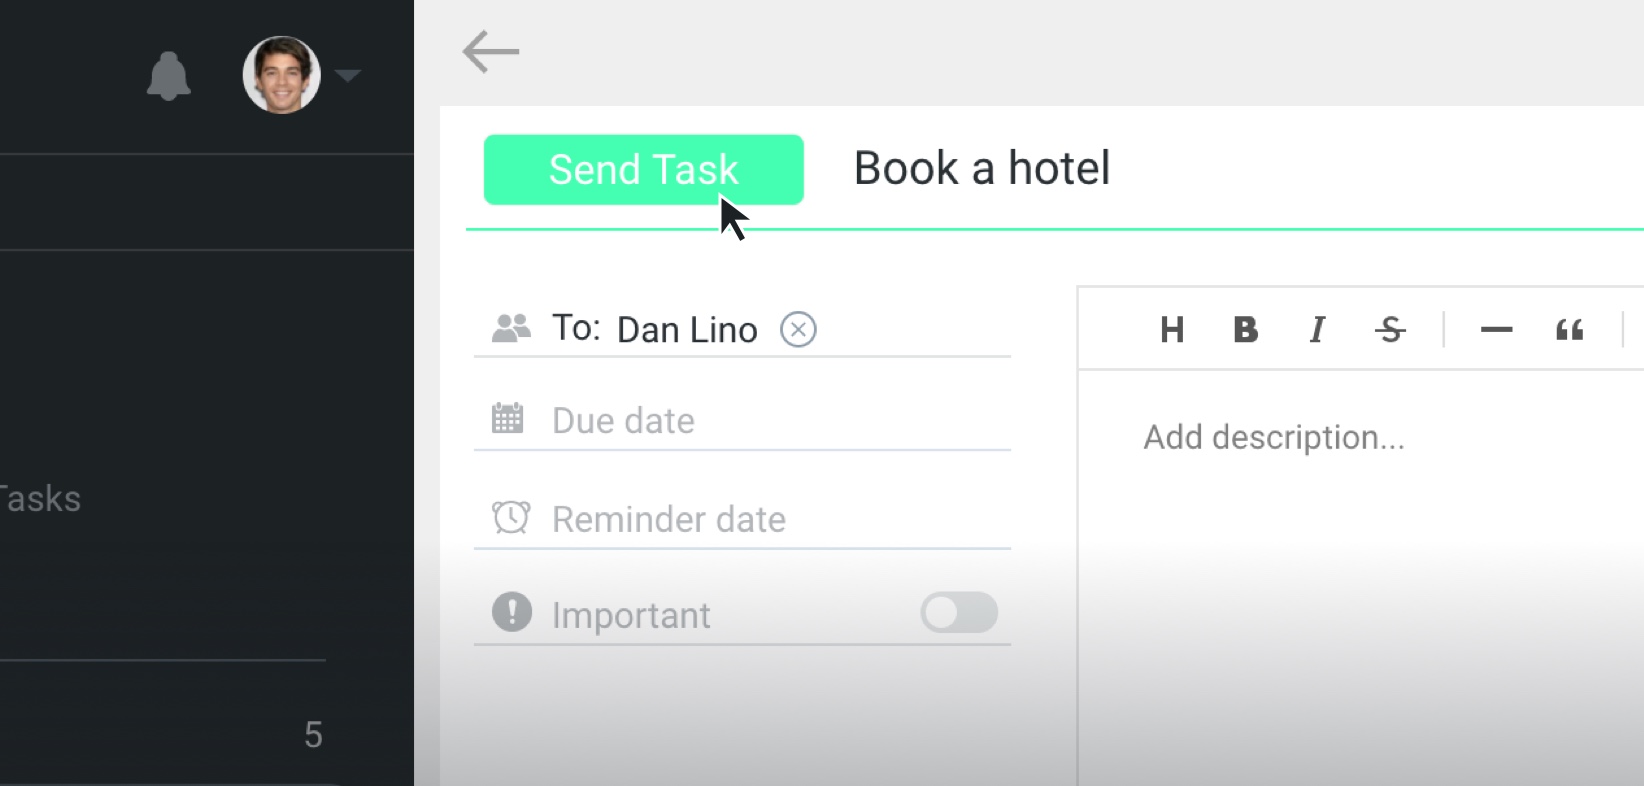 Send Task
Book a hotel
To: Dan Lino
H B I S — “
Due date
Add description...
Reminder date
Tasks
Important
5